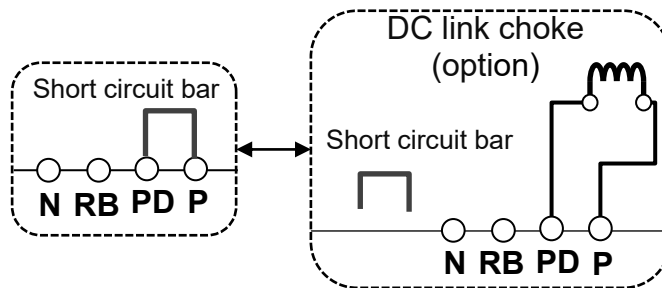 Short circuit bar
N RB PD P
DC link choke
(option)
Short circuit bar
N RB PD P